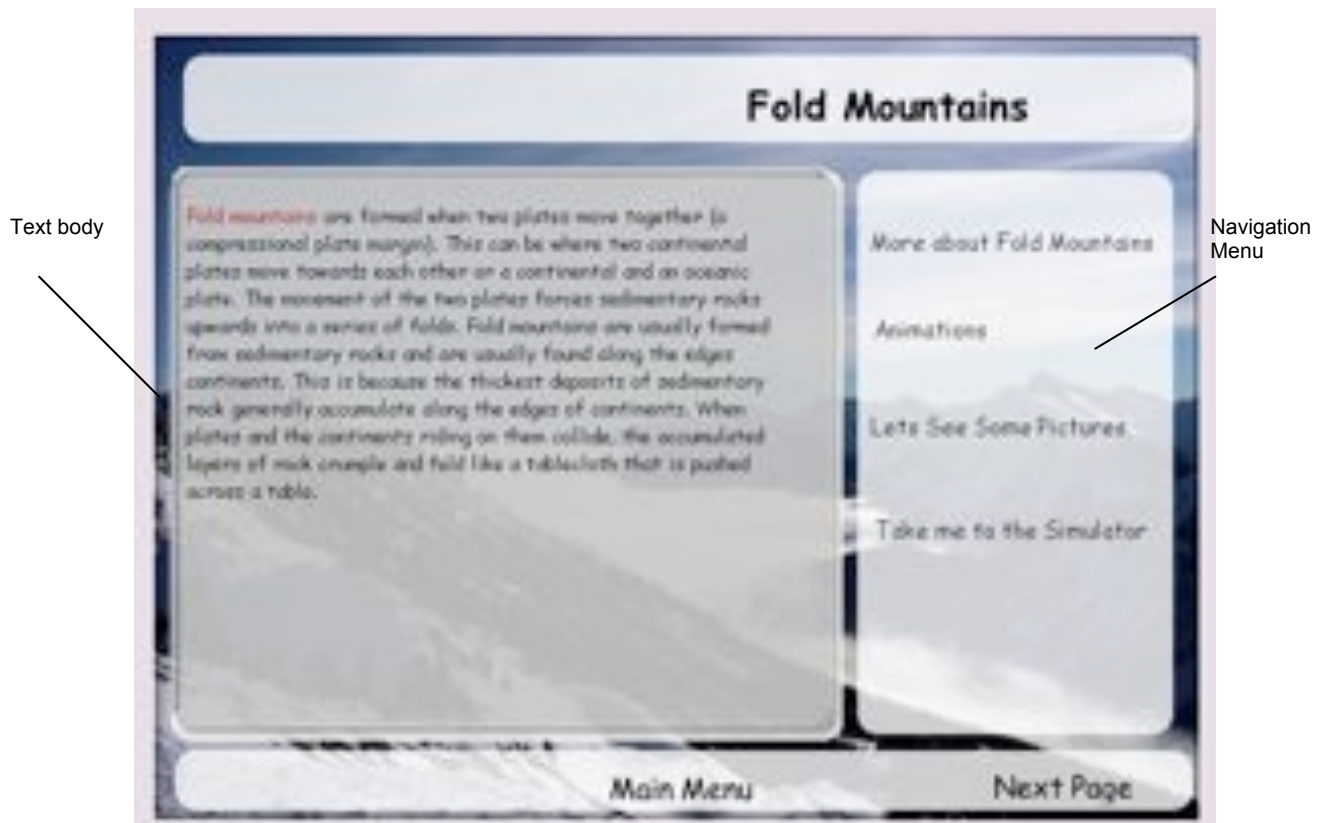 Fold Mountains
Text body
Fold mountains are formed when two plates move together (a
compressional plate margin). This can be where two continental
plates move towards each other or a continental and an oceanic
plate. The movement of the two plates forces sedimentary rocks
upwards into a series of folds. Fold mountains are usually formed
from sedimentary rocks and are usually found along the edges
continents. This is because the thickest deposits of sedimentary
rock generally accumulate along the edges of continents. When
plates and the continents riding on them collide, the accumulated
layers of rock crumple and fold like a tablecloth that is pushed
across a table.
More about Fold Mountains
Animations
Lets See Some Pictures
Take me to the Simulator
Navigation
Menu
Main Menu
Next Page